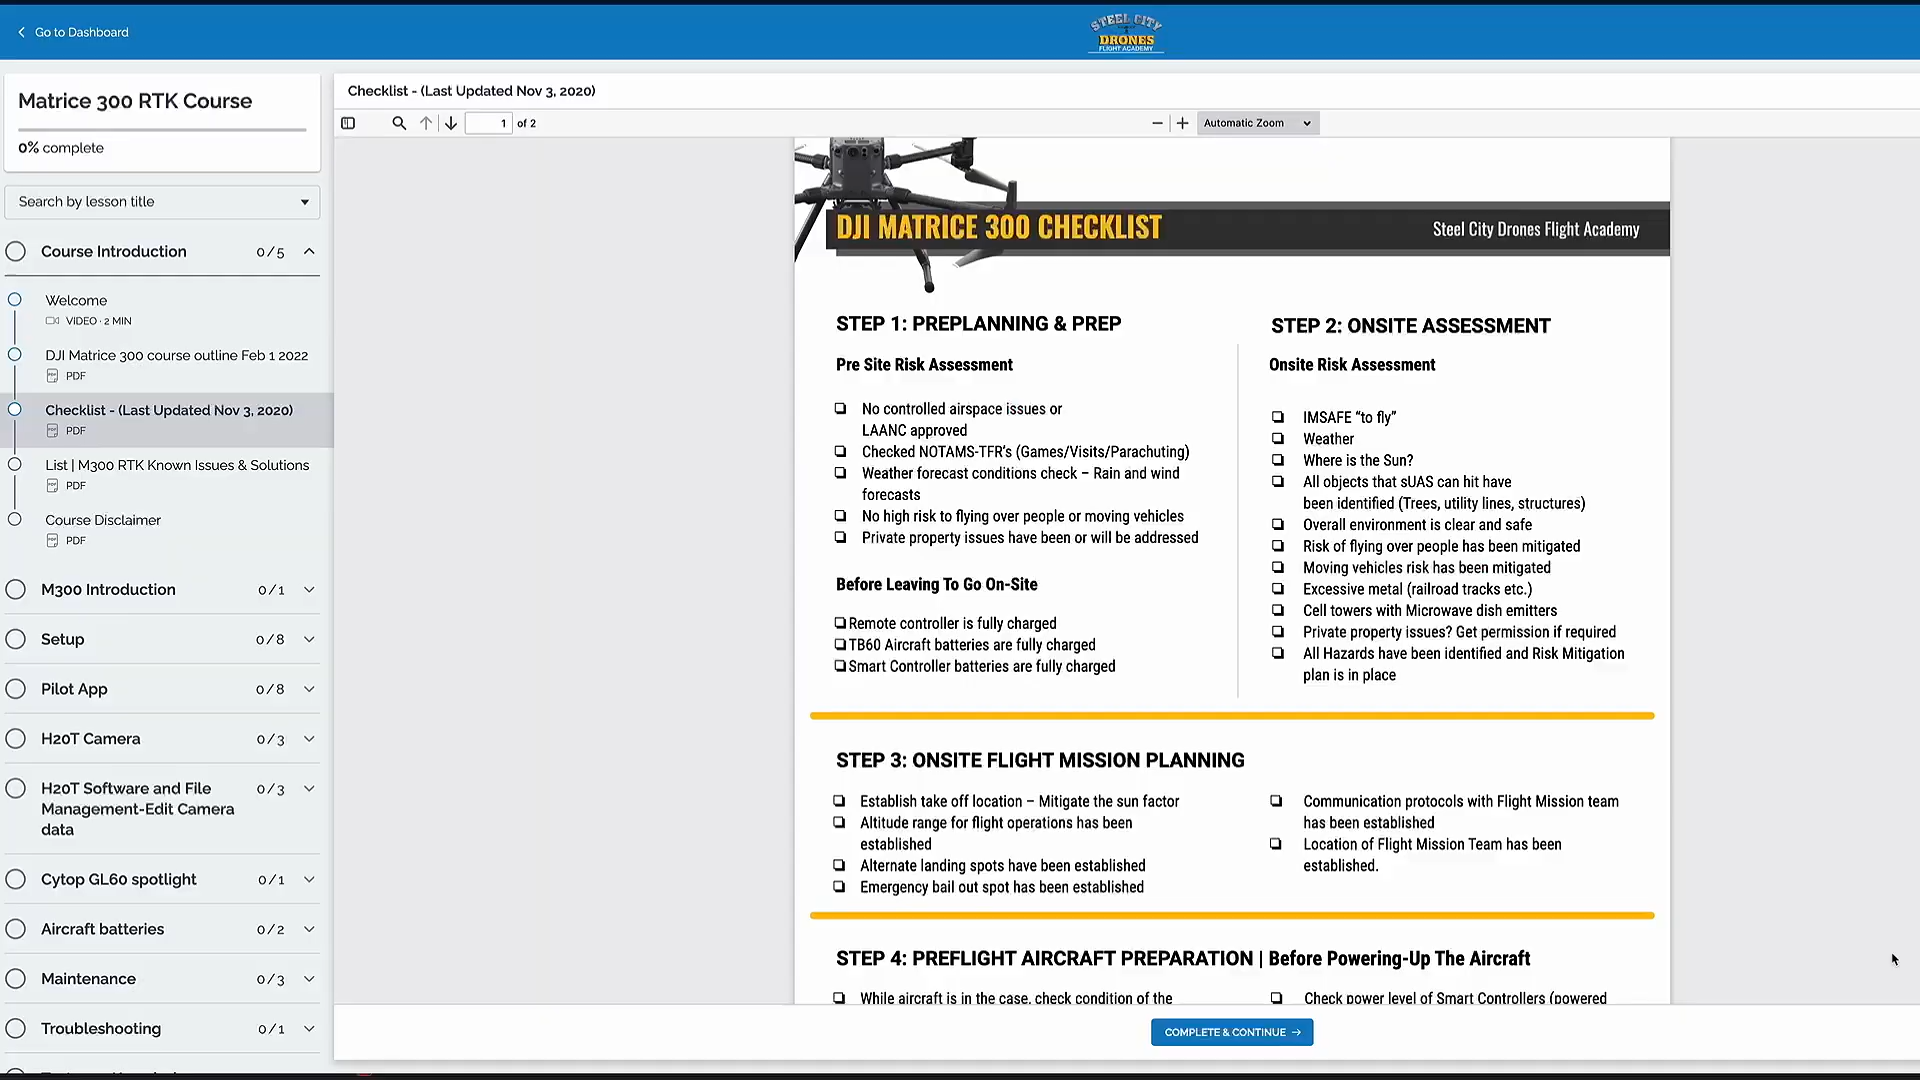 Go to Dashboard
STEEL CITY
DRONES
FLIGHT ACADEMY
Matrice 300 RTK Course
0% complete
Search by lesson title
Course Introduction 0/5
Welcome
VIDEO · 2 MIN
DJI Matrice 300 course outline Feb 1 2022
PDF
Checklist - (Last Updated Nov 3, 2020)
PDF
List | M300 RTK Known Issues & Solutions
PDF
Course Disclaimer
PDF
M300 Introduction 0/1
Setup 0/8
Pilot App 0/8
H20T Camera 0/3
H20T Software and File 0/3
Management-Edit Camera
data
Cytop GL60 spotlight 0/1
Aircraft batteries 0/2
Maintenance 0/3
Troubleshooting 0/1
Checklist - (Last Updated Nov 3, 2020)
1 of 2
Automatic Zoom
DJI MATRICE 300 CHECKLIST
Steel City Drones Flight Academy
STEP 1: PREPLANNING & PREP
Pre Site Risk Assessment
No controlled airspace issues or
LAANC approved
Checked NOTAMS-TFR's (Games/Visits/Parachuting)
Weather forecast conditions check – Rain and wind
forecasts
No high risk to flying over people or moving vehicles
Private property issues have been or will be addressed
Before Leaving To Go On-Site
Remote controller is fully charged
TB60 Aircraft batteries are fully charged
Smart Controller batteries are fully charged
STEP 2: ONSITE ASSESSMENT
Onsite Risk Assessment
IMSAFE “to fly”
Weather
Where is the Sun?
All objects that sUAS can hit have
been identified (Trees, utility lines, structures)
Overall environment is clear and safe
Risk of flying over people has been mitigated
Moving vehicles risk has been mitigated
Excessive metal (railroad tracks etc.)
Cell towers with Microwave dish emitters
Private property issues? Get permission if required
All Hazards have been identified and Risk Mitigation
plan is in place
STEP 3: ONSITE FLIGHT MISSION PLANNING
Establish take off location – Mitigate the sun factor
Altitude range for flight operations has been
established
Alternate landing spots have been established
Emergency bail out spot has been established
Communication protocols with Flight Mission team
has been established
Location of Flight Mission Team has been
established.
STEP 4: PREFLIGHT AIRCRAFT PREPARATION | Before Powering-Up The Aircraft
While aircraft is in the case, check condition of the
Check power level of Smart Controllers (powered
COMPLETE & CONTINUE →